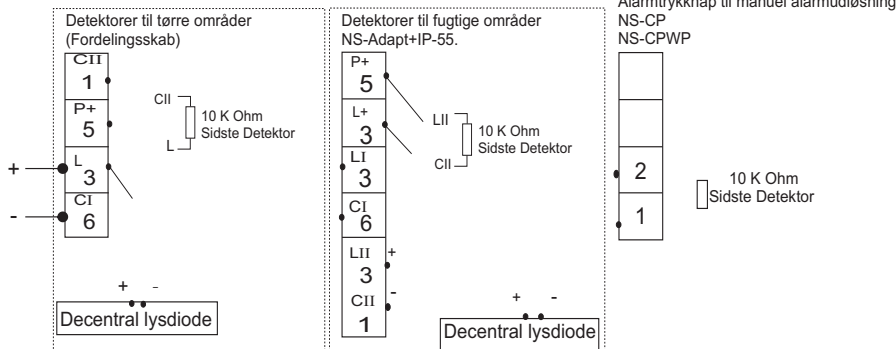 Detektorer til tørre områder
(Fordelingsskab)
CII
1
P+
5
L
3
CI
6
+
-
CII
L
10 K Ohm
Sidste Detektor
+ -
Decentral lysdiode
Detektorer til fugtige områder
NS-Adapt+IP-55.
P+
5
L+
3
LI
3
CI
6
LII
3
+
CII
1
-
LII
CII
10 K Ohm
Sidste Detektor
+ -
Decentral lysdiode
Alarmtrykknap til manuel alarmudløsning
NS-CP
NS-CPWP
2
1
10 K Ohm
Sidste Detektor